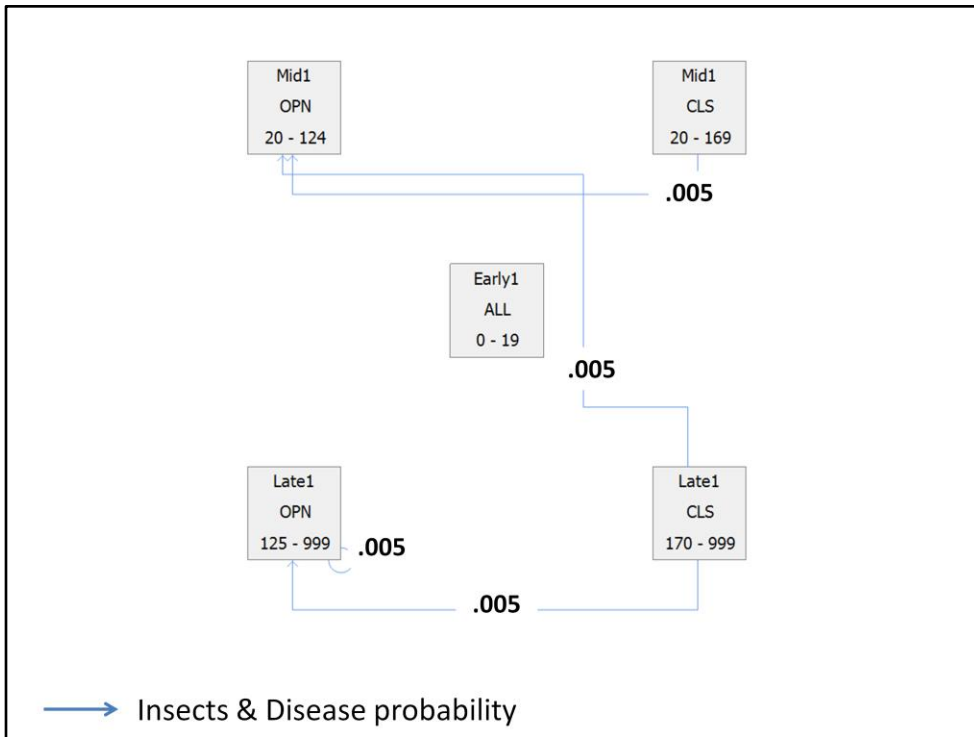 Mid1
OPN
20 - 124
Mid1
CLS
20 - 169
.005
Early1
ALL
0 - 19
.005
Late1
OPN
125 - 999
.005
Late1
CLS
170 - 999
.005
Insects & Disease probability